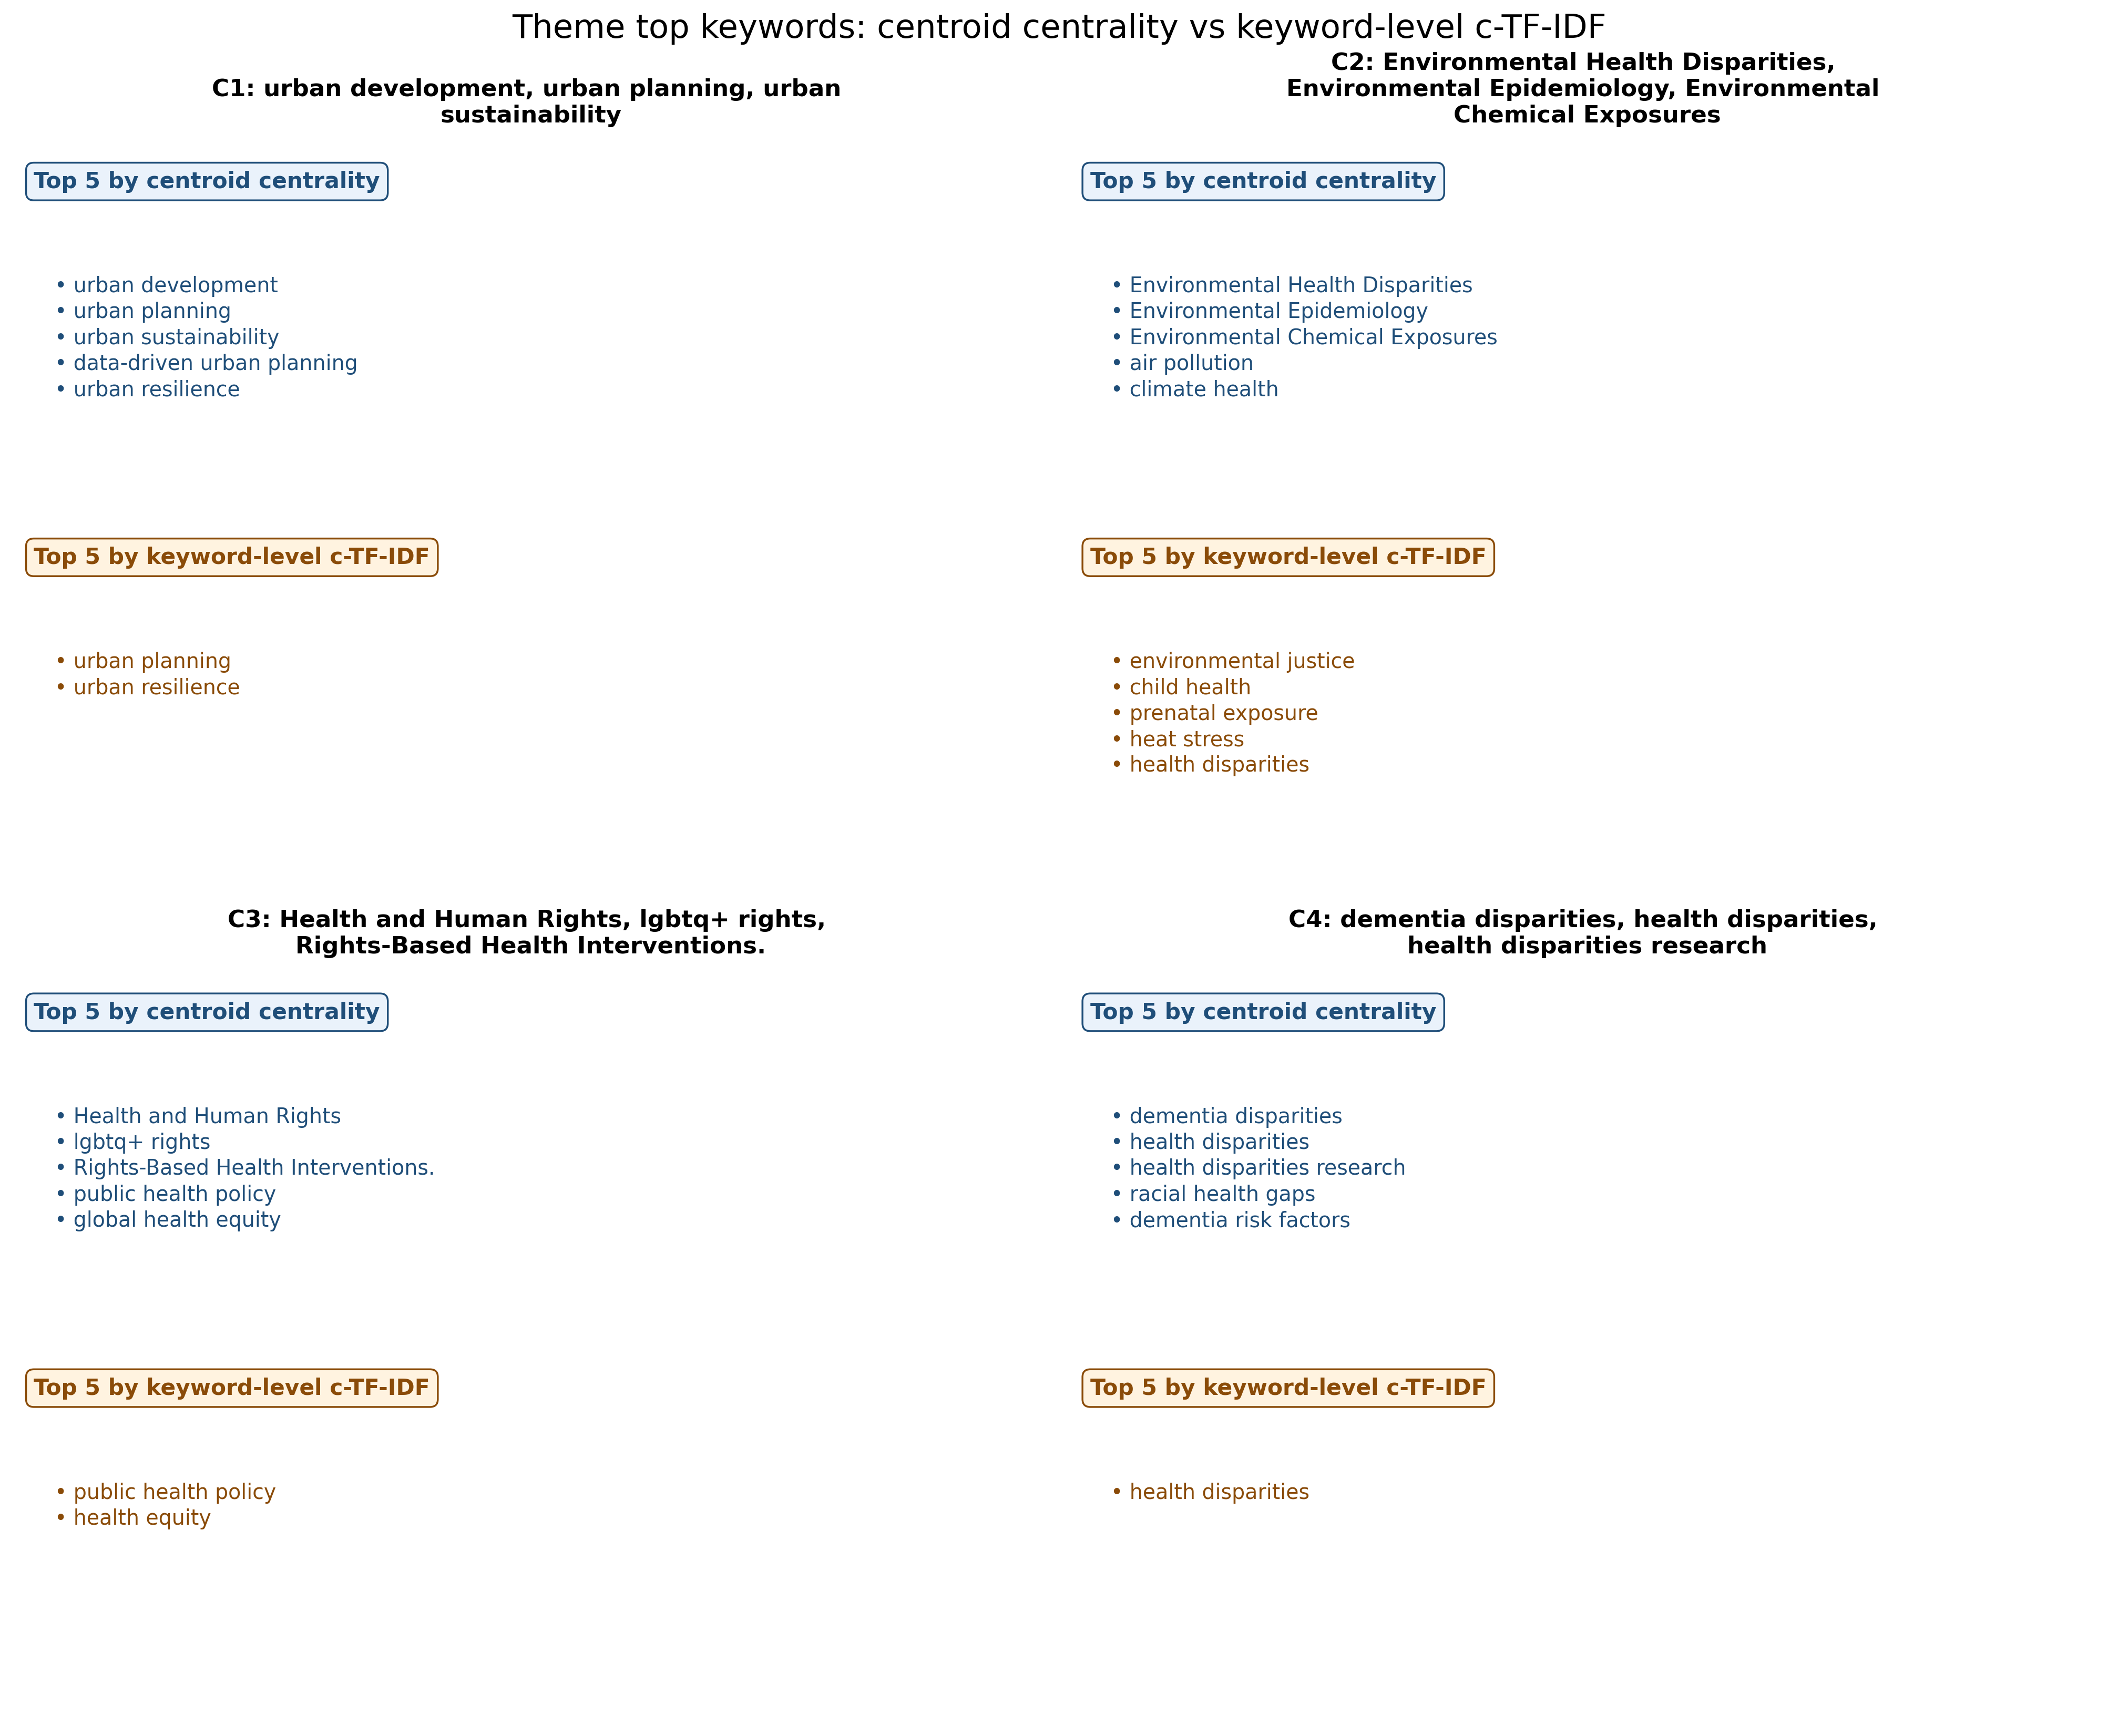 Theme top keywords: centroid centrality vs keyword-level c-TF-IDF
C1: urban development, urban planning, urban
sustainability
Top 5 by centroid centrality
• urban development
• urban planning
• urban sustainability
• data-driven urban planning
• urban resilience
Top 5 by keyword-level c-TF-IDF
• urban planning
• urban resilience
C2: Environmental Health Disparities,
Environmental Epidemiology, Environmental
Chemical Exposures
Top 5 by centroid centrality
• Environmental Health Disparities
• Environmental Epidemiology
• Environmental Chemical Exposures
• air pollution
• climate health
Top 5 by keyword-level c-TF-IDF
• environmental justice
• child health
• prenatal exposure
• heat stress
• health disparities
C3: Health and Human Rights, lgbtq+ rights,
Rights-Based Health Interventions.
Top 5 by centroid centrality
• Health and Human Rights
• lgbtq+ rights
• Rights-Based Health Interventions.
• public health policy
• global health equity
Top 5 by keyword-level c-TF-IDF
• public health policy
• health equity
C4: dementia disparities, health disparities,
health disparities research
Top 5 by centroid centrality
• dementia disparities
• health disparities
• health disparities research
• racial health gaps
• dementia risk factors
Top 5 by keyword-level c-TF-IDF
• health disparities